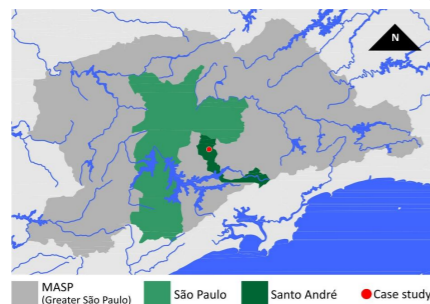 N
MASP
(Greater São Paulo)
São Paulo
Santo André
Case study